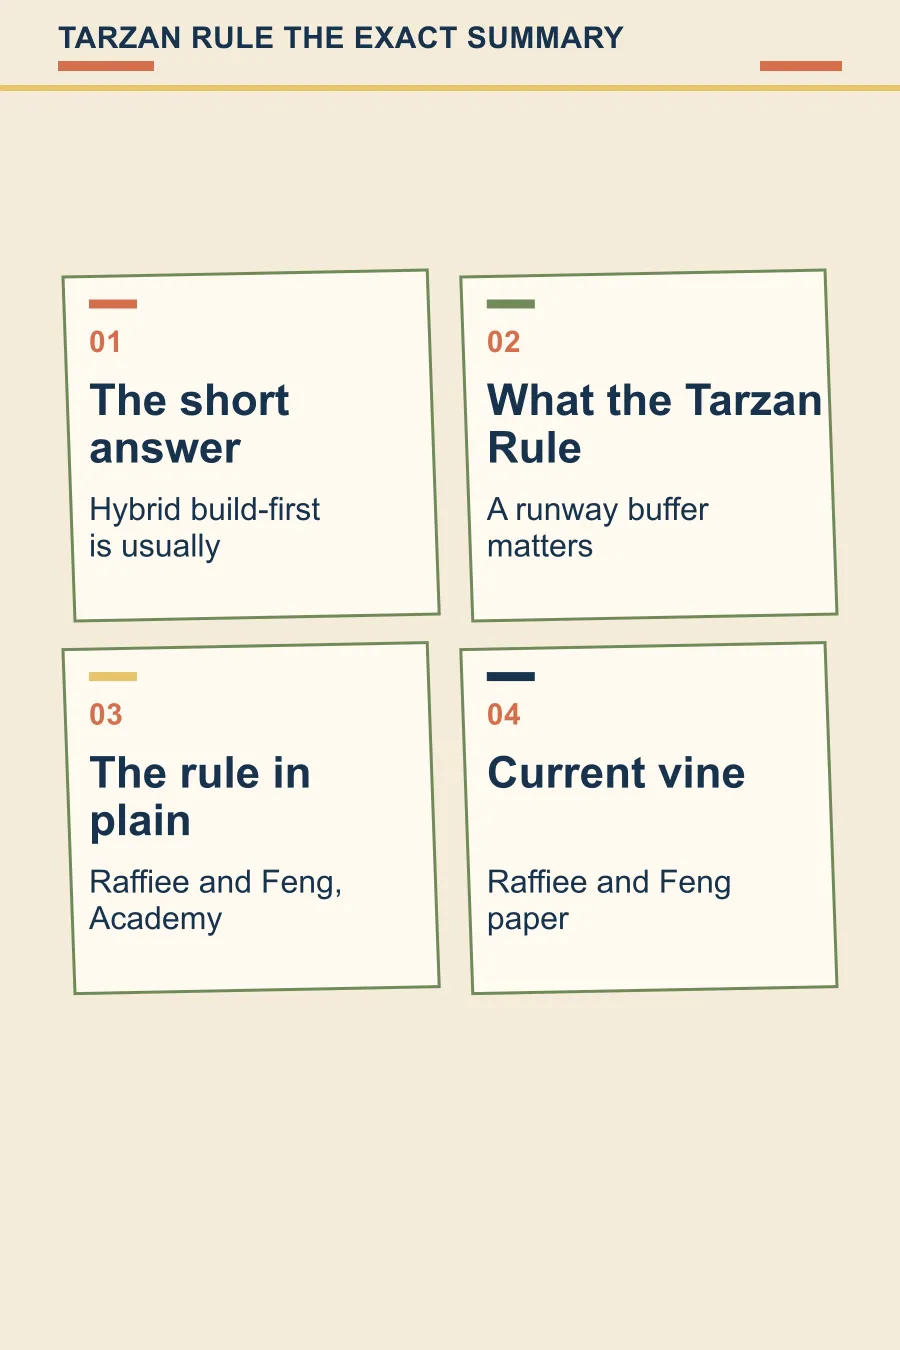 TARZAN RULE THE EXACT SUMMARY
01
The short
answer
Hybrid build-first
is usually
02
What the Tarzan
Rule
A runway buffer
matters
03
The rule in
plain
Raffiee and Feng,
Academy
04
Current vine
Raffiee and Feng
paper